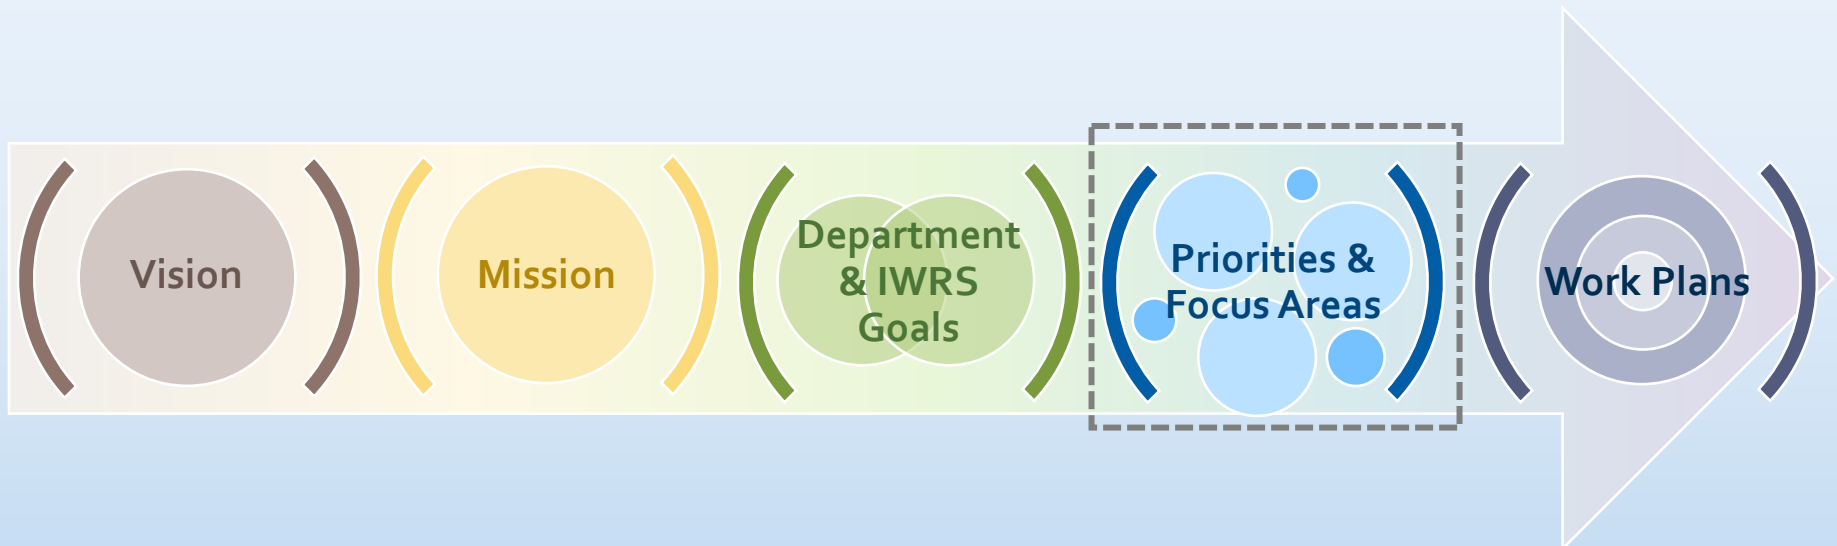 Vision
Mission
Department
& IWRS
Goals
Priorities &
Focus Areas
Work Plans